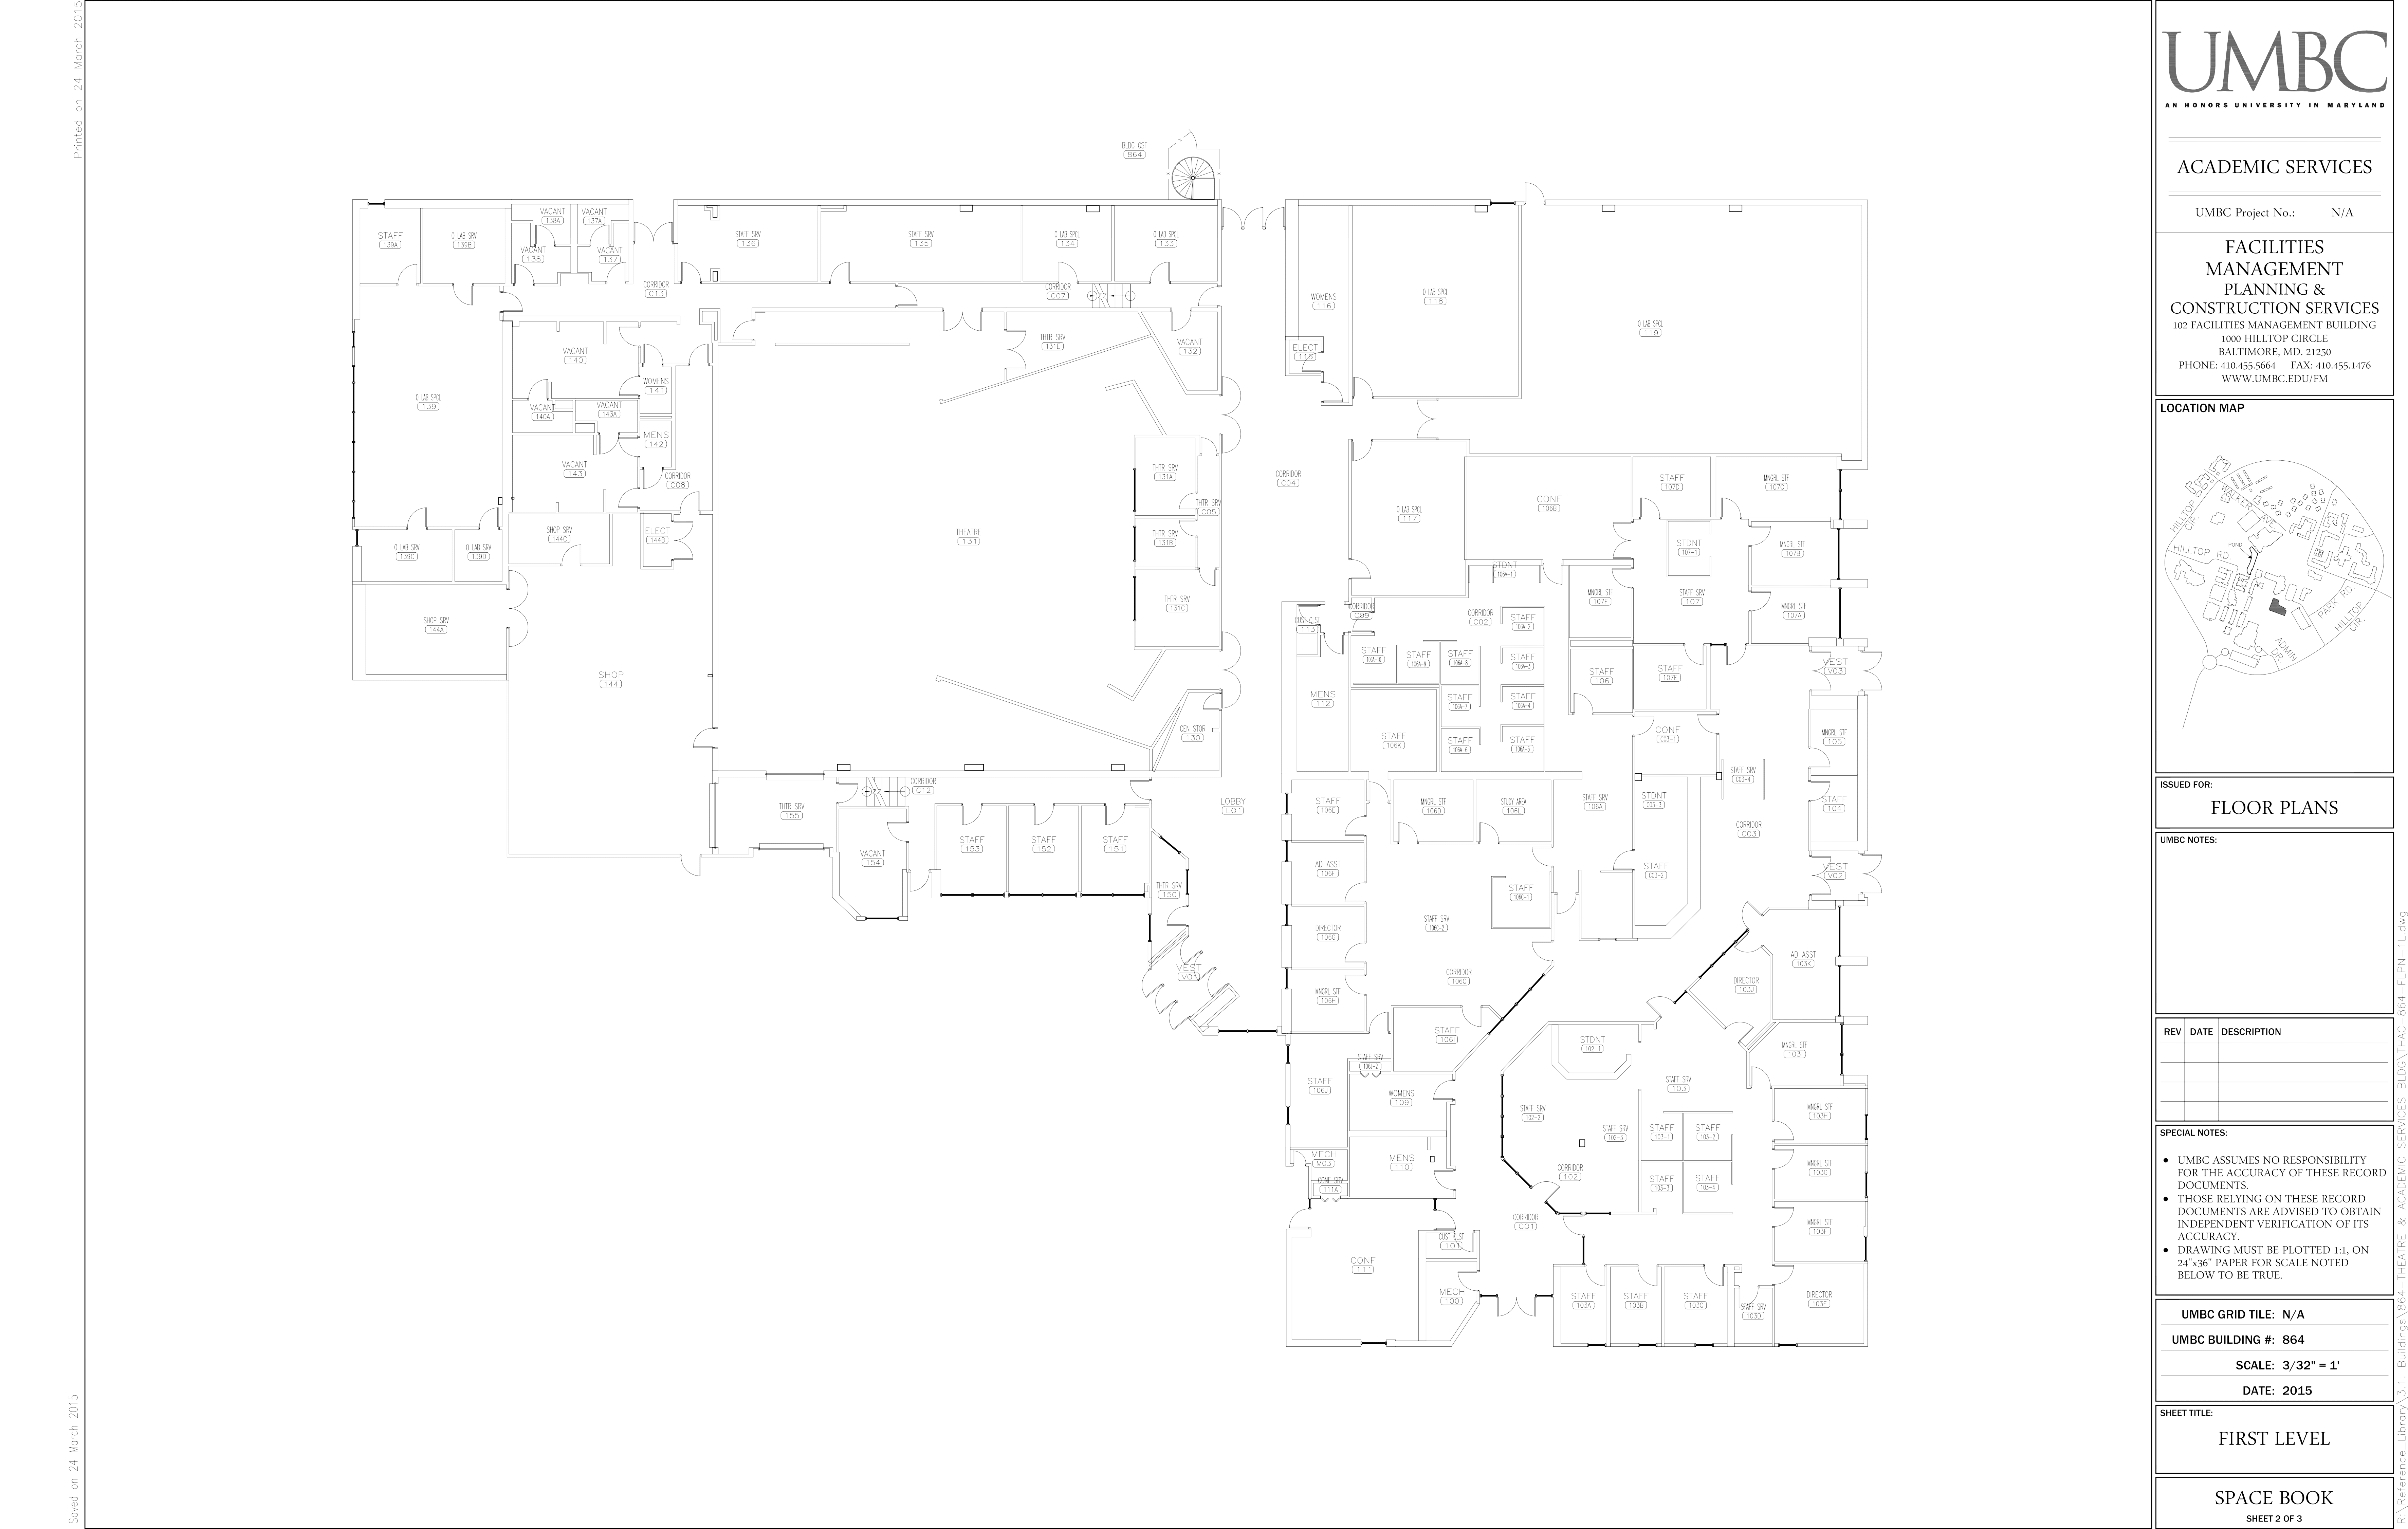 Printed on 24 March 2015
Saved on 24 March 2015
BLDG GSF
864
STAFF
139A
O LAB SRV
139B
VACANT
138A
VACANT
137A
VACANT
138
VACANT
137
CORRIDOR
C13
STAFF SRV
136
STAFF SRV
135
O LAB SPCL
134
O LAB SPCL
133
CORRIDOR
C07
WOMENS
116
O LAB SPCL
118
O LAB SPCL
119
ELECT
115
VACANT
140
WOMENS
141
VACANT
140A
VACANT
143A
MENS
142
VACANT
143
CORRIDOR
C08
O LAB SPCL
139
THTR SRV
131E
VACANT
132
THTR SRV
131A
THTR SRV
C05
THTR SRV
131B
THTR SRV
131C
THEATRE
131
CORRIDOR
C04
O LAB SPCL
117
CONF
106B
STAFF
107D
MNGRL STF
107C
STDNT
107-1
MNGRL STF
107B
O LAB SRV
139C
O LAB SRV
139D
SHOP SRV
144C
ELECT
144B
SHOP SRV
144A
SHOP
144
STDNT
106A-1
MNGRL STF
107F
STAFF SRV
107
MNGRL STF
107A
CUST CLST
113
CORRIDOR
C09
CORRIDOR
C02
STAFF
106A-2
STAFF
106A-10
STAFF
106A-9
STAFF
106A-8
STAFF
106A-3
STAFF
106
STAFF
107E
VEST
V03
MENS
112
STAFF
106A-7
STAFF
106A-4
STAFF
106K
STAFF
106A-6
STAFF
106A-5
CONF
C03-1
MNGRL STF
105
CEN STOR
130
CORRIDOR
C12
THTR SRV
155
VACANT
154
STAFF
153
STAFF
152
STAFF
151
THTR SRV
150
LOBBY
L01
VEST
V01
STAFF
106E
MNGRL STF
106D
STUDY AREA
106L
STAFF SRV
106A
STDNT
C03-3
STAFF SRV
C03-4
STAFF
104
CORRIDOR
C03
AD ASST
106F
STAFF
106C-1
STAFF
C03-2
VEST
V02
DIRECTOR
106G
STAFF SRV
106C-2
AD ASST
103K
MNGRL STF
106H
CORRIDOR
106C
DIRECTOR
103J
STAFF
106I
STAFF SRV
106J-2
STAFF
106J
WOMENS
109
STDNT
102-1
MNGRL STF
103I
STAFF SRV
103
STAFF SRV
102-2
STAFF SRV
102-3
STAFF
103-1
STAFF
103-2
MNGRL STF
103H
MECH
M03
MENS
110
CONF SRV
111A
CORRIDOR
102
STAFF
103-3
STAFF
103-4
MNGRL STF
103G
CORRIDOR
C01
MNGRL STF
103F
CUST CLST
101
CONF
111
MECH
100
STAFF
103A
STAFF
103B
STAFF
103C
STAFF SRV
103D
DIRECTOR
103E
UMBC
AN HONORS UNIVERSITY IN MARYLAND
ACADEMIC SERVICES
UMBC Project No.: N/A
FACILITIES
MANAGEMENT
PLANNING &
CONSTRUCTION SERVICES
102 FACILITIES MANAGEMENT BUILDING
1000 HILLTOP CIRCLE
BALTIMORE, MD. 21250
PHONE: 410.455.5664 FAX: 410.455.1476
WWW.UMBC.EDU/FM
LOCATION MAP
HILLTOP
CIR.
WALKER AVE.
HILLTOP RD.
POND
PARK RD.
HILLTOP
CIR.
ADMIN
DR.
ISSUED FOR:
FLOOR PLANS
UMBC NOTES:
REV DATE DESCRIPTION
SPECIAL NOTES:
● UMBC ASSUMES NO RESPONSIBILITY
FOR THE ACCURACY OF THESE RECORD
DOCUMENTS.
● THOSE RELYING ON THESE RECORD
DOCUMENTS ARE ADVISED TO OBTAIN
INDEPENDENT VERIFICATION OF ITS
ACCURACY.
● DRAWING MUST BE PLOTTED 1:1, ON
24"x36" PAPER FOR SCALE NOTED
BELOW TO BE TRUE.
UMBC GRID TILE: N/A
UMBC BUILDING #: 864
SCALE: 3/32" = 1'
DATE: 2015
SHEET TITLE:
FIRST LEVEL
SPACE BOOK
SHEET 2 OF 3
R:\Reference_Library\3.1. Buildings\864-THEATRE & ACADEMIC SERVICES BLDG\THAC-864-FLPN-1L.dwg